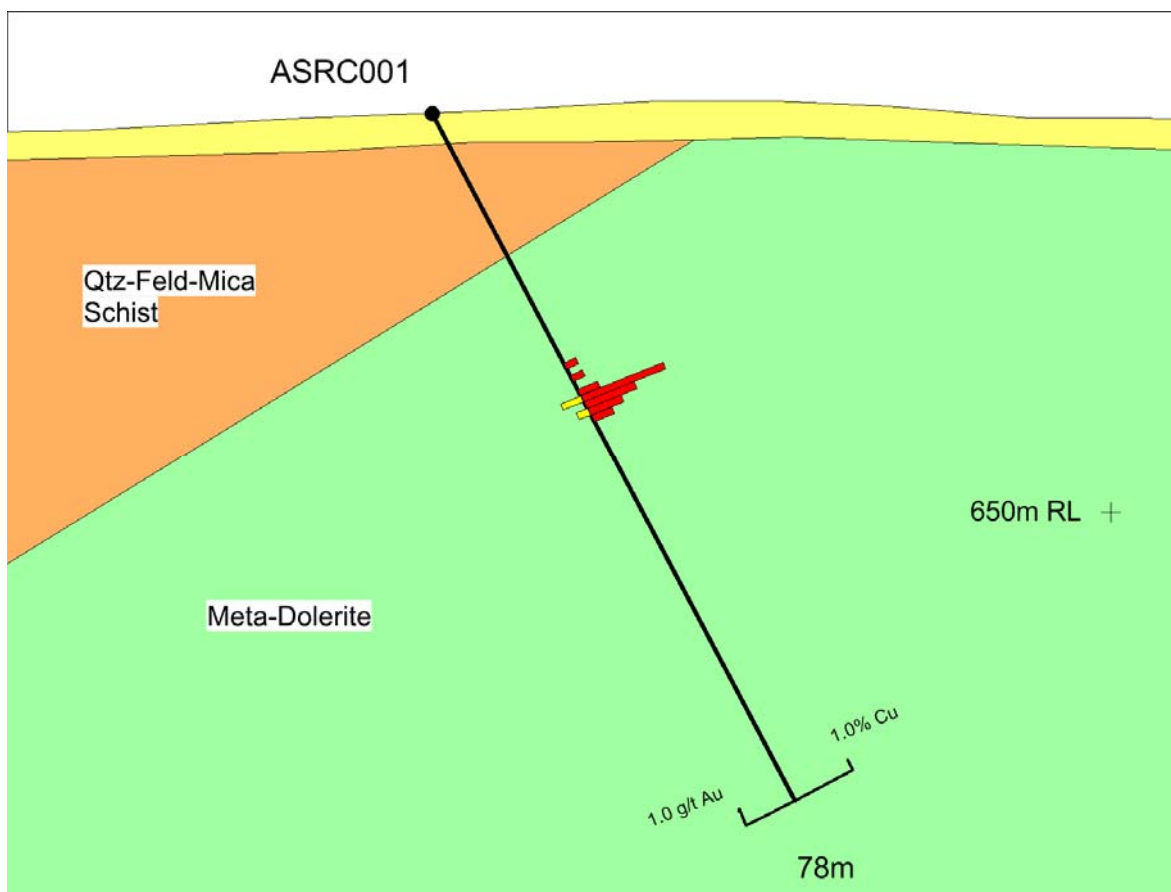 ASRC001
Qtz-Feld-Mica
Schist
650m RL
Meta-Dolerite
1.0% Cu
1.0 g/t Au
78m